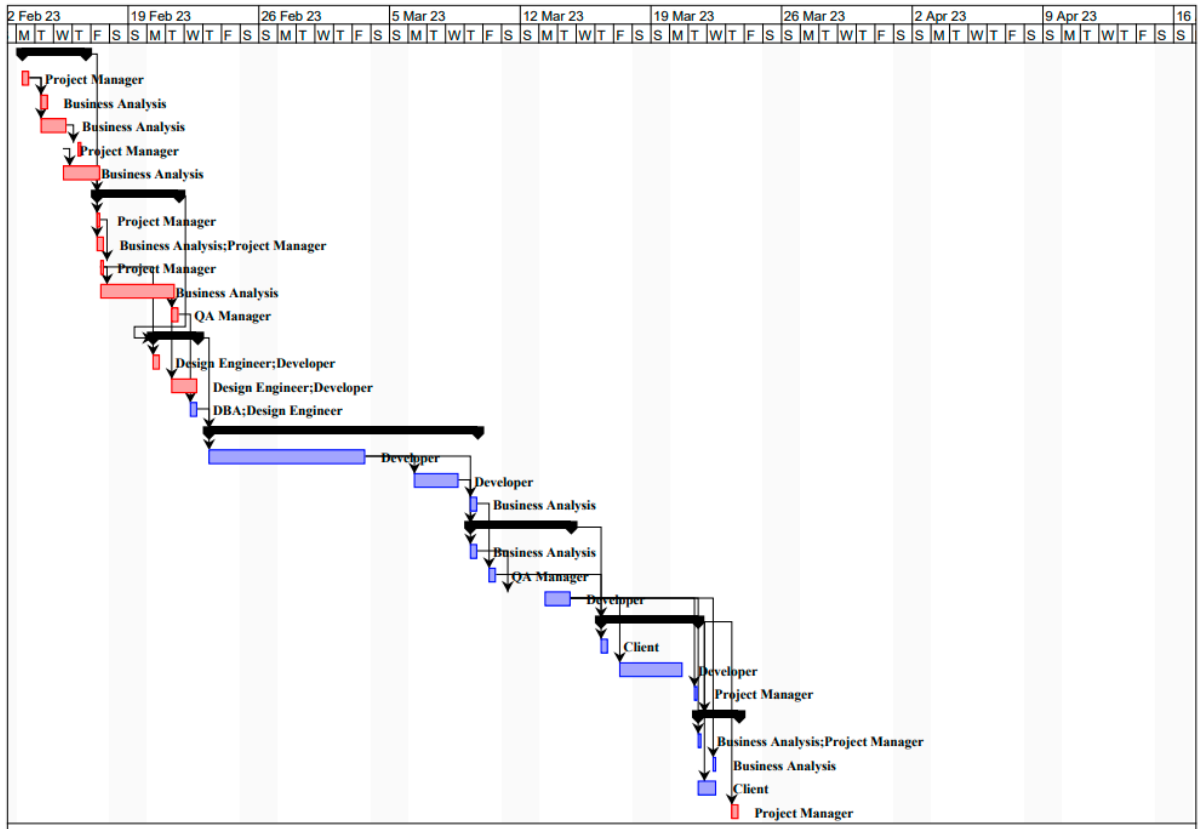 2 Feb 23 19 Feb 23 26 Feb 23 5 Mar 23 12 Mar 23 19 Mar 23 26 Mar 23 2 Apr 23 9 Apr 23 16
M T W T F S S M T W T F S S M T W T F S S M T W T F S S M T W T F S S M T W T F S S M T W T F S S M T W T F S S M T W T F S S
Project Manager
Business Analysis
Business Analysis
Project Manager
Business Analysis
Project Manager
Business Analysis;Project Manager
Project Manager
Business Analysis
QA Manager
Design Engineer;Developer
Design Engineer;Developer
DBA;Design Engineer
Developer
Developer
Business Analysis
Business Analysis
QA Manager
Developer
Client
Developer
Project Manager
Business Analysis;Project Manager
Business Analysis
Client
Project Manager